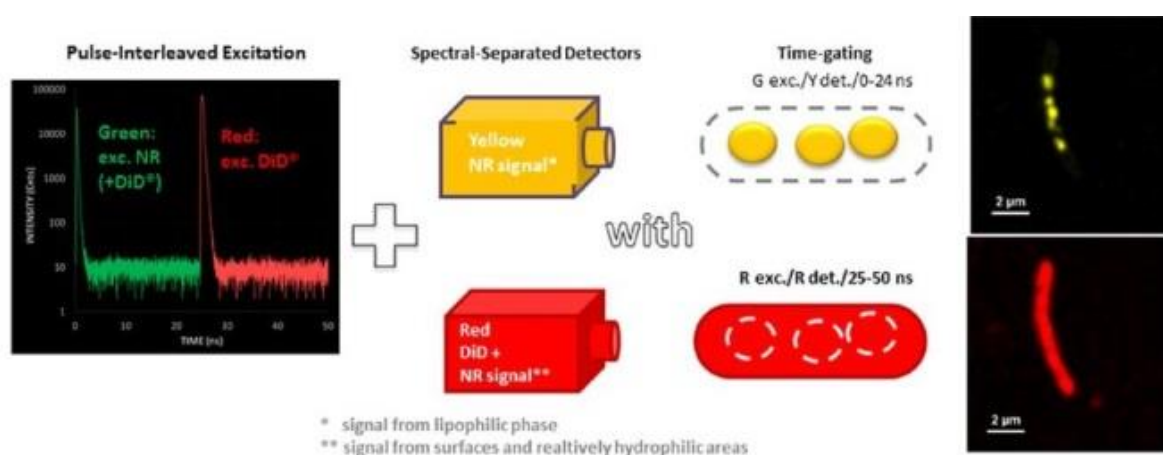 Pulse-Interleaved Excitation
Spectral-Separated Detectors
Time-gating
G exc./Y det./0-24 ns
100000
10000
1000
100
10
1
INTENSITY [Cnts]
Green:
exc. NR
(+DiD®)
Red:
exc. DiD®
0
10
20
30
40
50
TIME (ns)
Yellow
NR signal*
with
R exc./R det./25-50 ns
Red
DiD +
NR signal**
2 µm
2 µm
* signal from lipophilic phase
** signal from surfaces and realtively hydrophilic areas